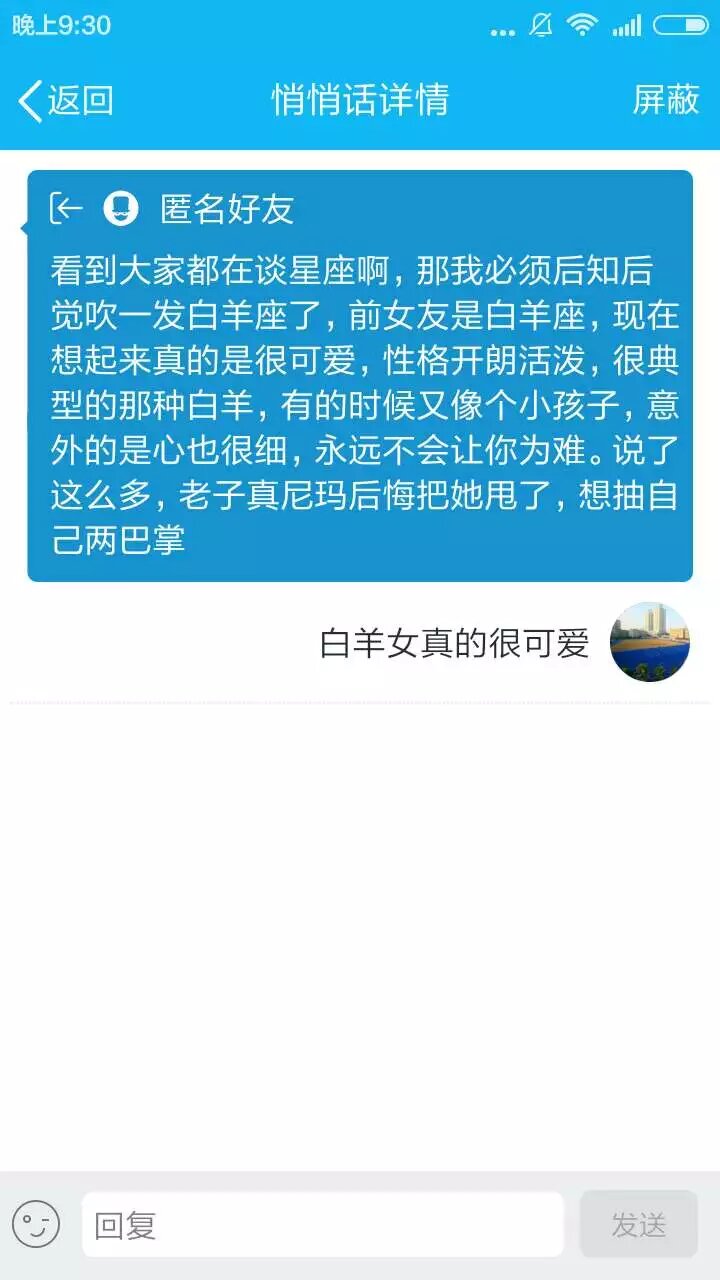 晚上9:30
返回
悄悄话详情
屏蔽
匿名好友
看到大家都在谈星座啊，那我必须后知后
觉吹一发白羊座了，前女友是白羊座，现在
想起来真的是很可爱，性格开朗活泼，很典
型的那种白羊，有的时候又像个小孩子，意
外的是心也很细，永远不会让你为难。说了
这么多，老子真尼玛后悔把她甩了，想抽自
己两巴掌
白羊女真的很可爱
回复
发送